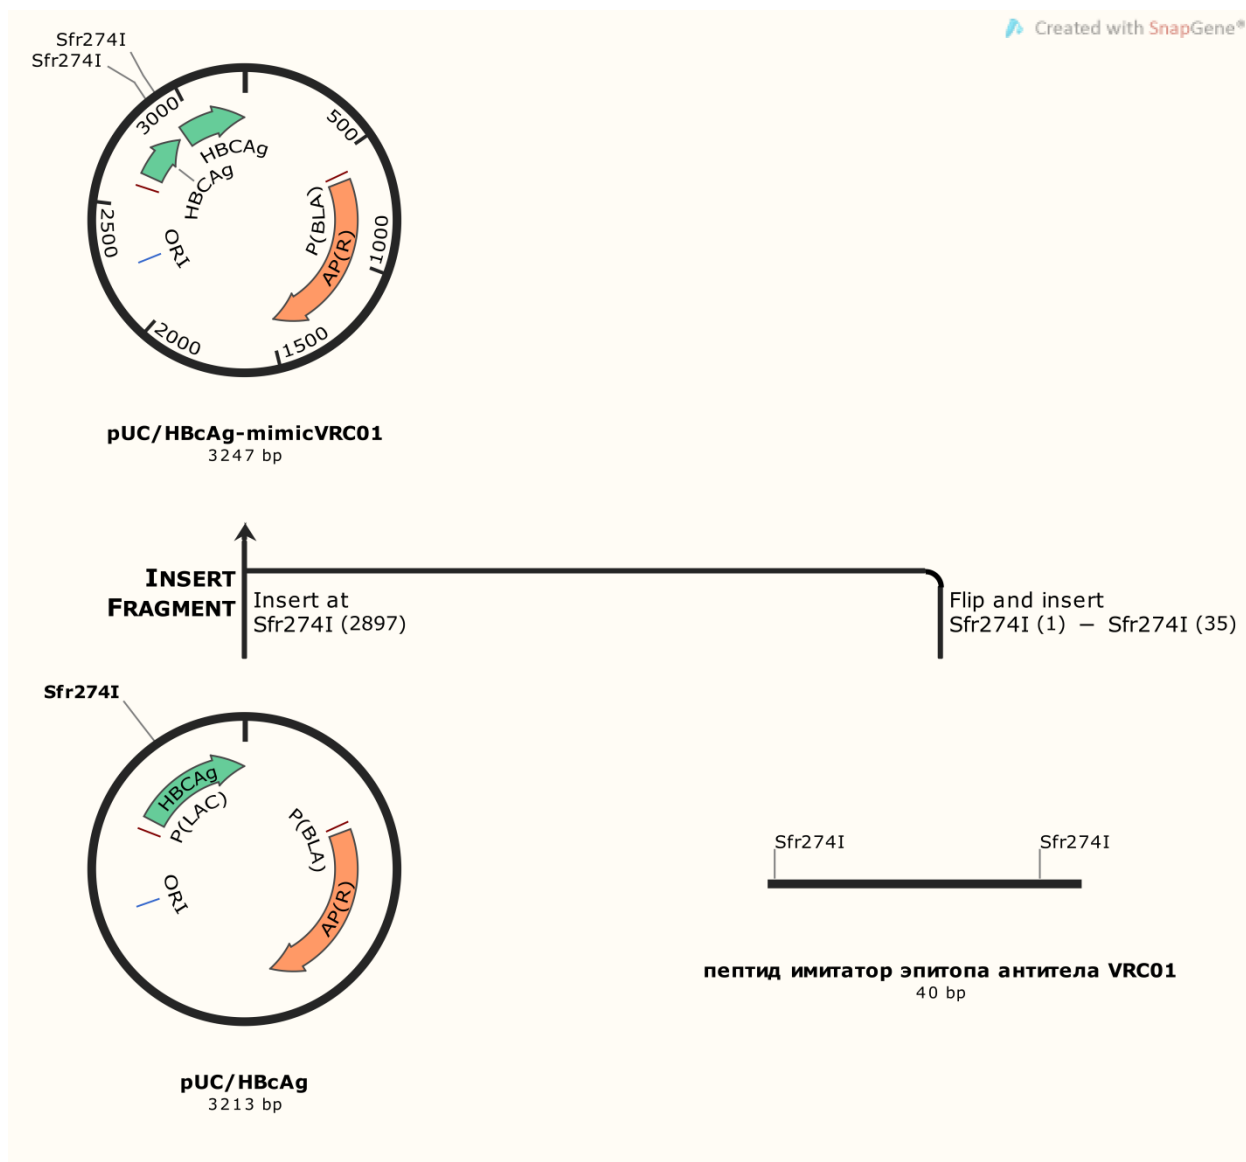 Created with SnapGene®
Sfr274I
Sfr274I
3000
500
HBCAg
HBCAg
2500
P(BLA)
1000
ORI
AP(R)
2000
1500
pUC/HBcAg-mimicVRC01
3247 bp
INSERT
FRAGMENT
Insert at
Sfr274I (2897)
Flip and insert
Sfr274I (1) – Sfr274I (35)
Sfr274I
HBCAg
P(LAC)
P(BLA)
ORI
AP(R)
Sfr274I
Sfr274I
пептид имитатор эпитопа антитела VRC01
40 bp
pUC/HBcAg
3213 bp